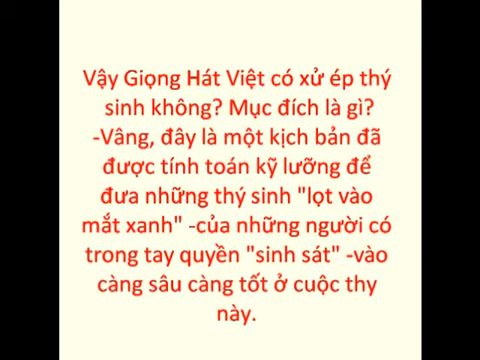 Vậy Giọng Hát Việt có xử ép thý
sinh không? Mục đích là gì?
-Vâng, đây là một kịch bản đã
được tính toán kỹ lưỡng để
đưa những thý sinh "lọt vào
mắt xanh" -của những người có
trong tay quyền "sinh sát" -vào
càng sâu càng tốt ở cuộc thy
này.